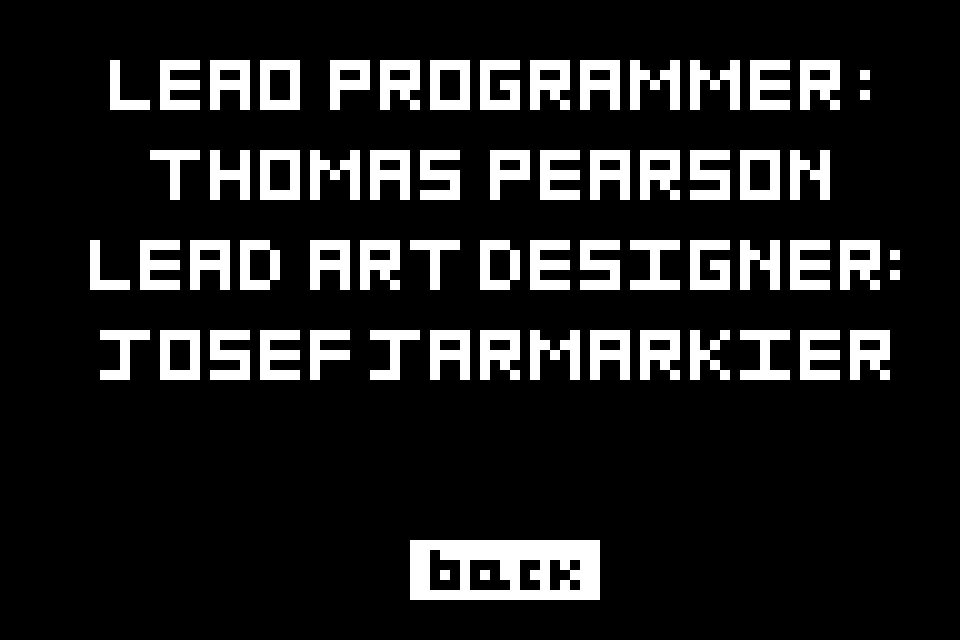 LEAD PROGRAMMER:
THOMAS PEARSON
LEAD ART DESIGNER:
JOSEF JARMARKIER
back